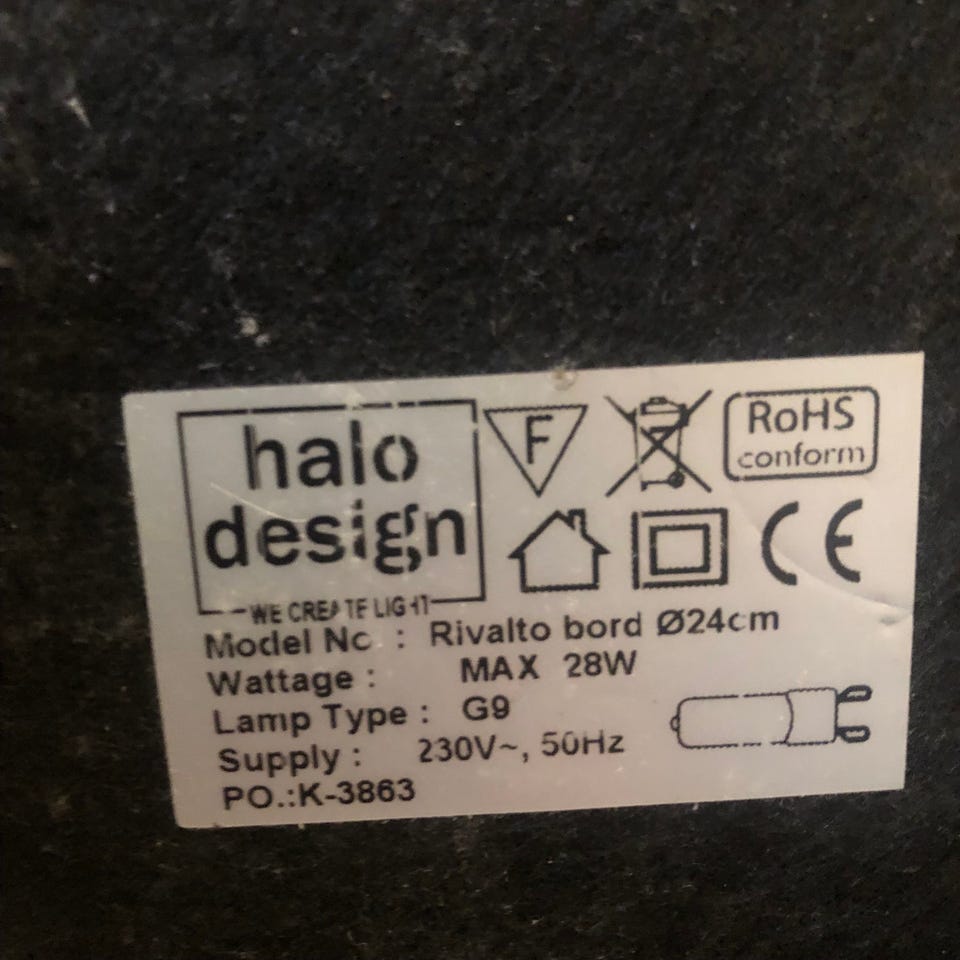 halo
design
WE CREATE LIGHT
F
RoHS
conform
CE
Model No : Rivalto bord Ø24cm
Wattage : MAX 28W
Lamp Type : G9
Supply : 230V~, 50Hz
PO.:K-3863